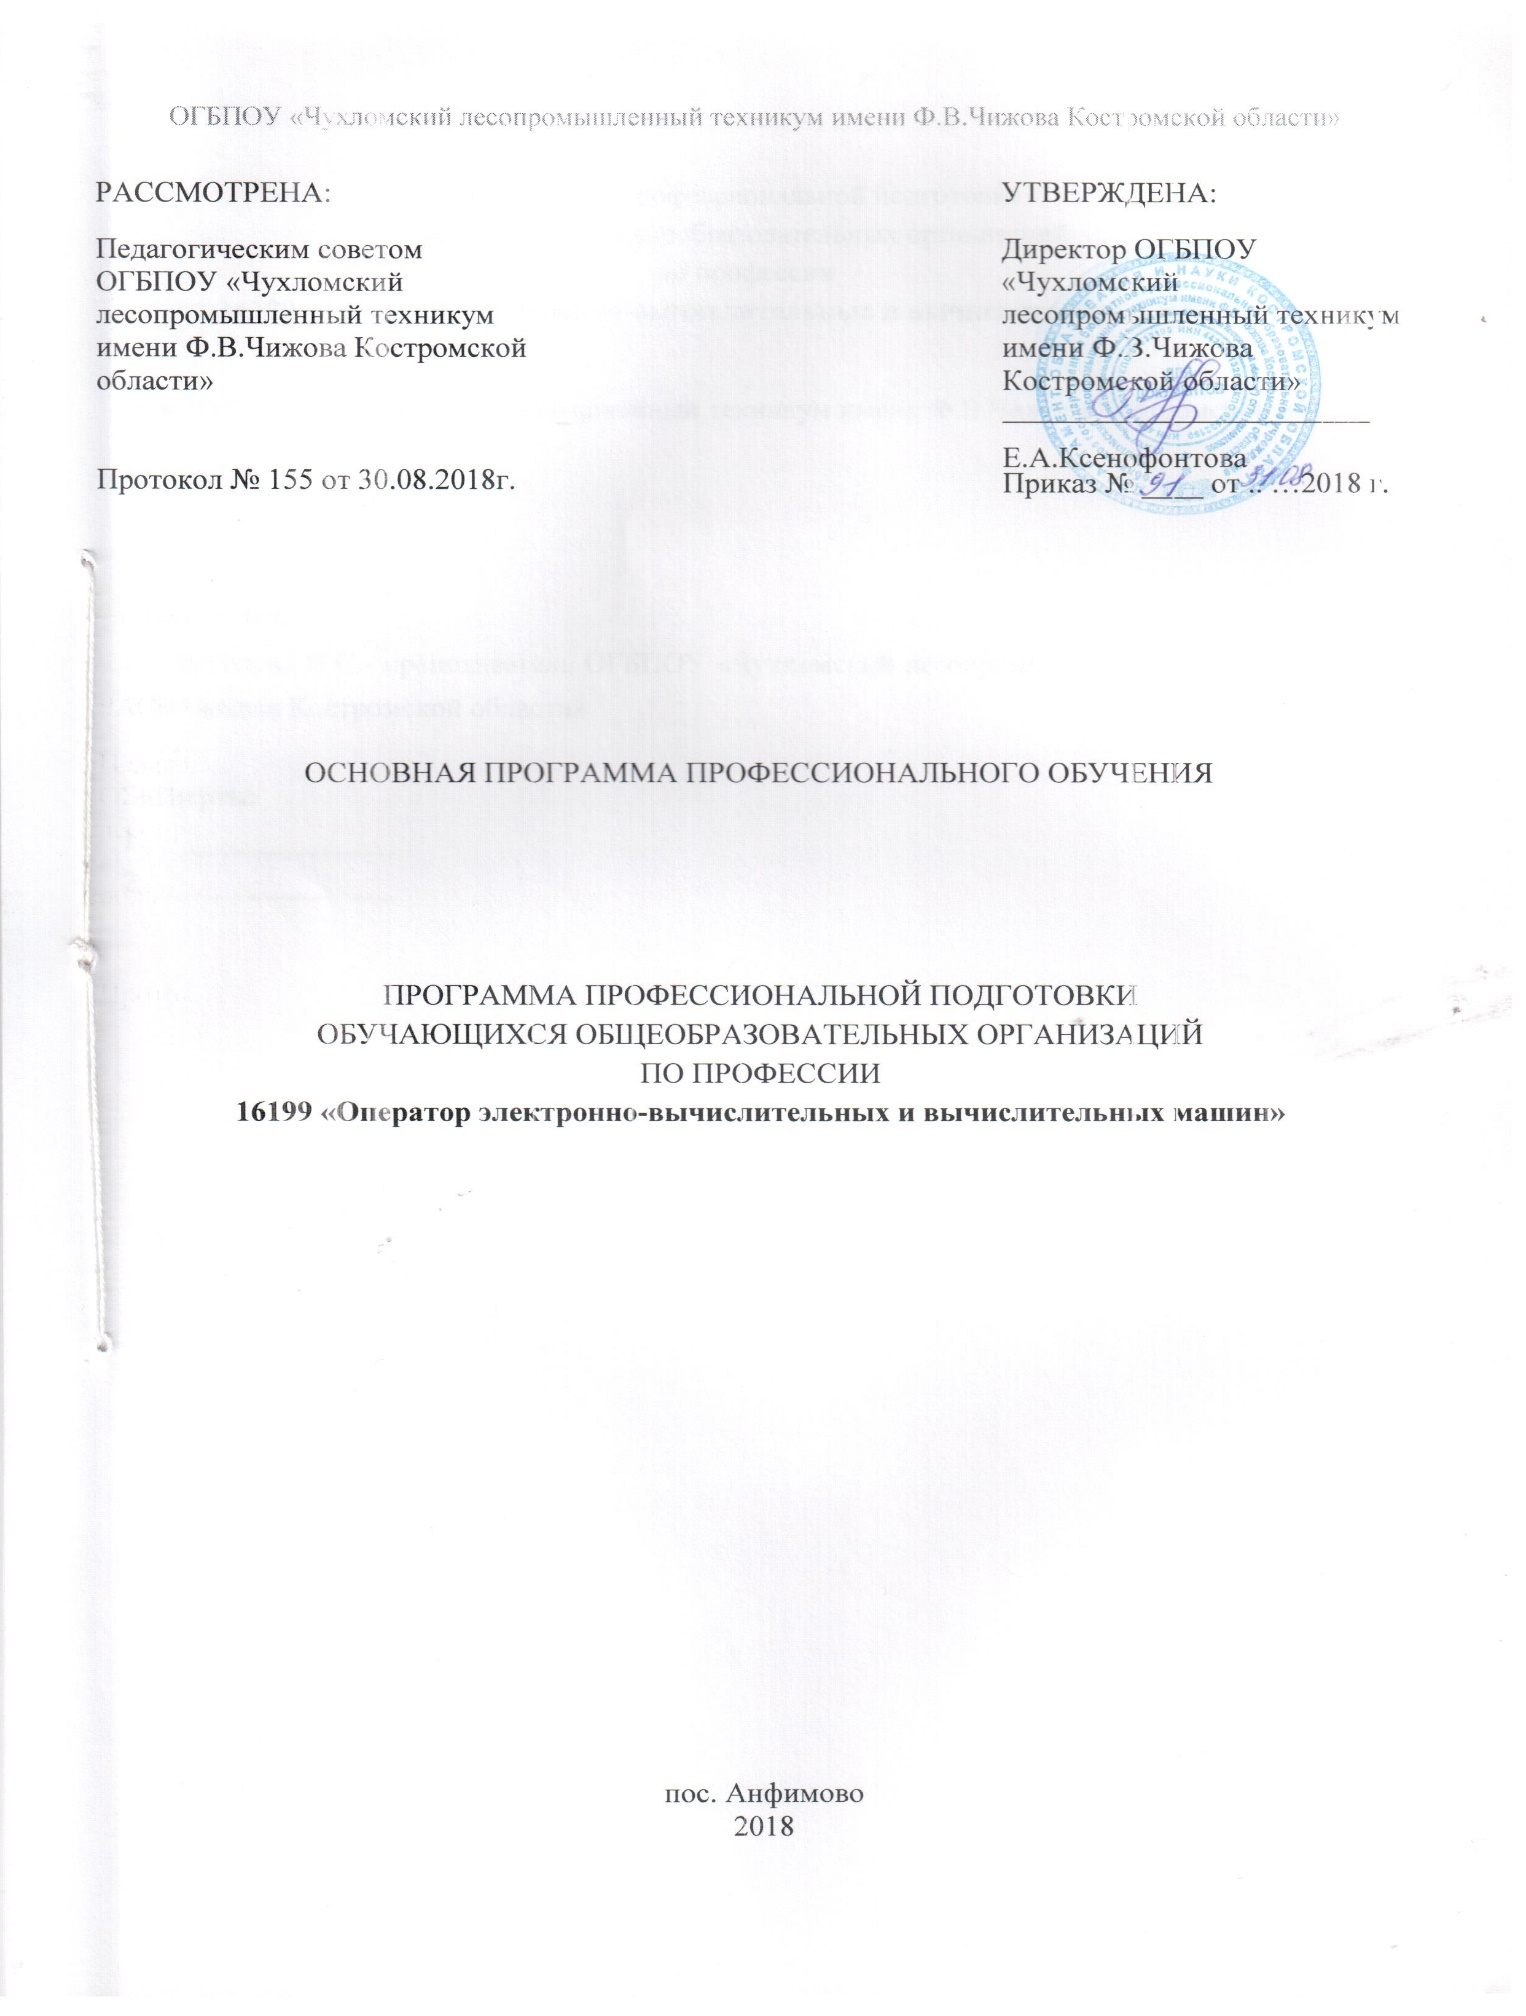 ОГБПОУ «Чухломский лесопромышленный техникум имени Ф.В.Чижова Костромской области»
РАССМОТРЕНА:
Педагогическим советом
ОГБПОУ «Чухломский
лесопромышленный техникум
имени Ф.В.Чижова Костромской
области»
Протокол № 155 от 30.08.2018г.
УТВЕРЖДЕНА:
Директор ОГБПОУ
«Чухломский
лесопромышленный техникум
имени Ф.В.Чижова
Костромской области»
Е.А.Ксенофонтова
Приказ № 91 от 31.08 2018 г.
ОСНОВНАЯ ПРОГРАММА ПРОФЕССИОНАЛЬНОГО ОБУЧЕНИЯ
ПРОГРАММА ПРОФЕССИОНАЛЬНОЙ ПОДГОТОВКИ
ОБУЧАЮЩИХСЯ ОБЩЕОБРАЗОВАТЕЛЬНЫХ ОРГАНИЗАЦИЙ
ПО ПРОФЕССИИ
16199 «Оператор электронно-вычислительных и вычислительных машин»
пос. Анфимово
2018